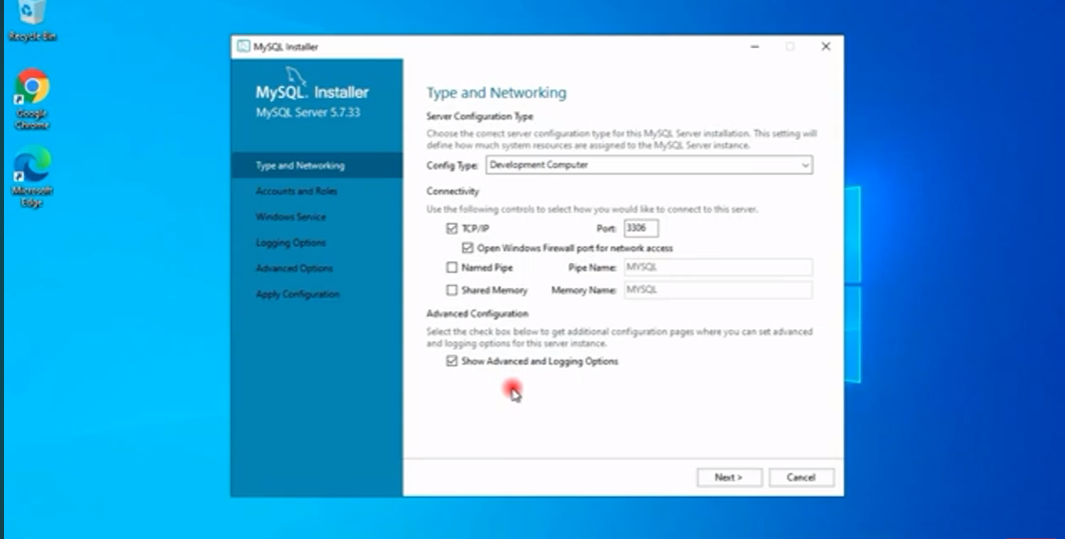 Recycle Bin
Google
Chrome
Microsoft
Edge
MySQL Installer
MySQL. Installer
MySQL Server 5.7.33
Type and Networking
Accounts and Roles
Windows Service
Logging Options
Advanced Options
Apply Configuration
Type and Networking
Server Configuration Type
Choose the correct server configuration type for this MySQL Server installation. This setting will
define how much system resources are assigned to the MySQL Server instance.
Config Type: Development Computer
Connectivity
Use the following controls to select how you would like to connect to this server.
TCP/IP Port: 3306
Open Windows Firewall port for network access
Named Pipe Pipe Name: MYSQL
Shared Memory Memory Name: MYSQL
Advanced Configuration
Select the check box below to get additional configuration pages where you can set advanced
and logging options for this server instance.
Show Advanced and Logging Options
Next > Cancel